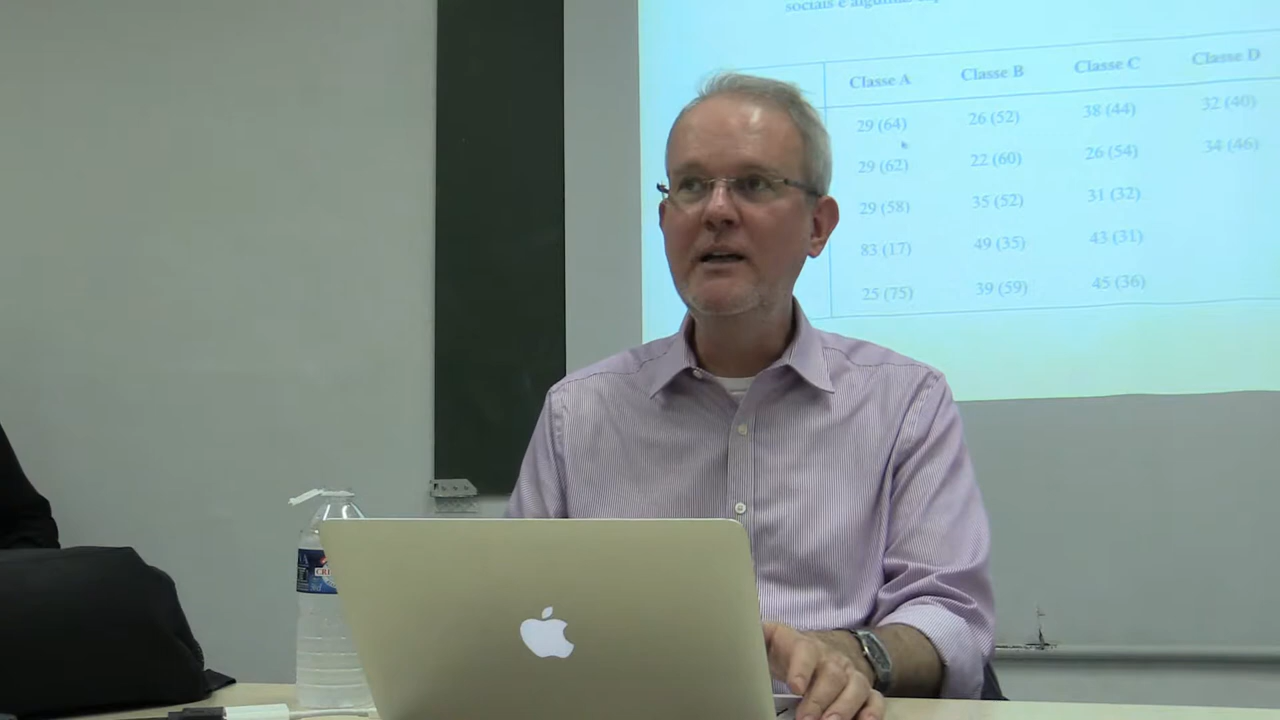 sociais e algumas
Classe A Classe B Classe C Classe D
29 (64) 26 (52) 38 (44) 32 (40)
29 (62) 22 (60) 26 (54) 34 (46)
29 (58) 35 (52) 31 (32)
83 (17) 49 (35) 43 (31)
25 (75) 39 (59) 45 (36)